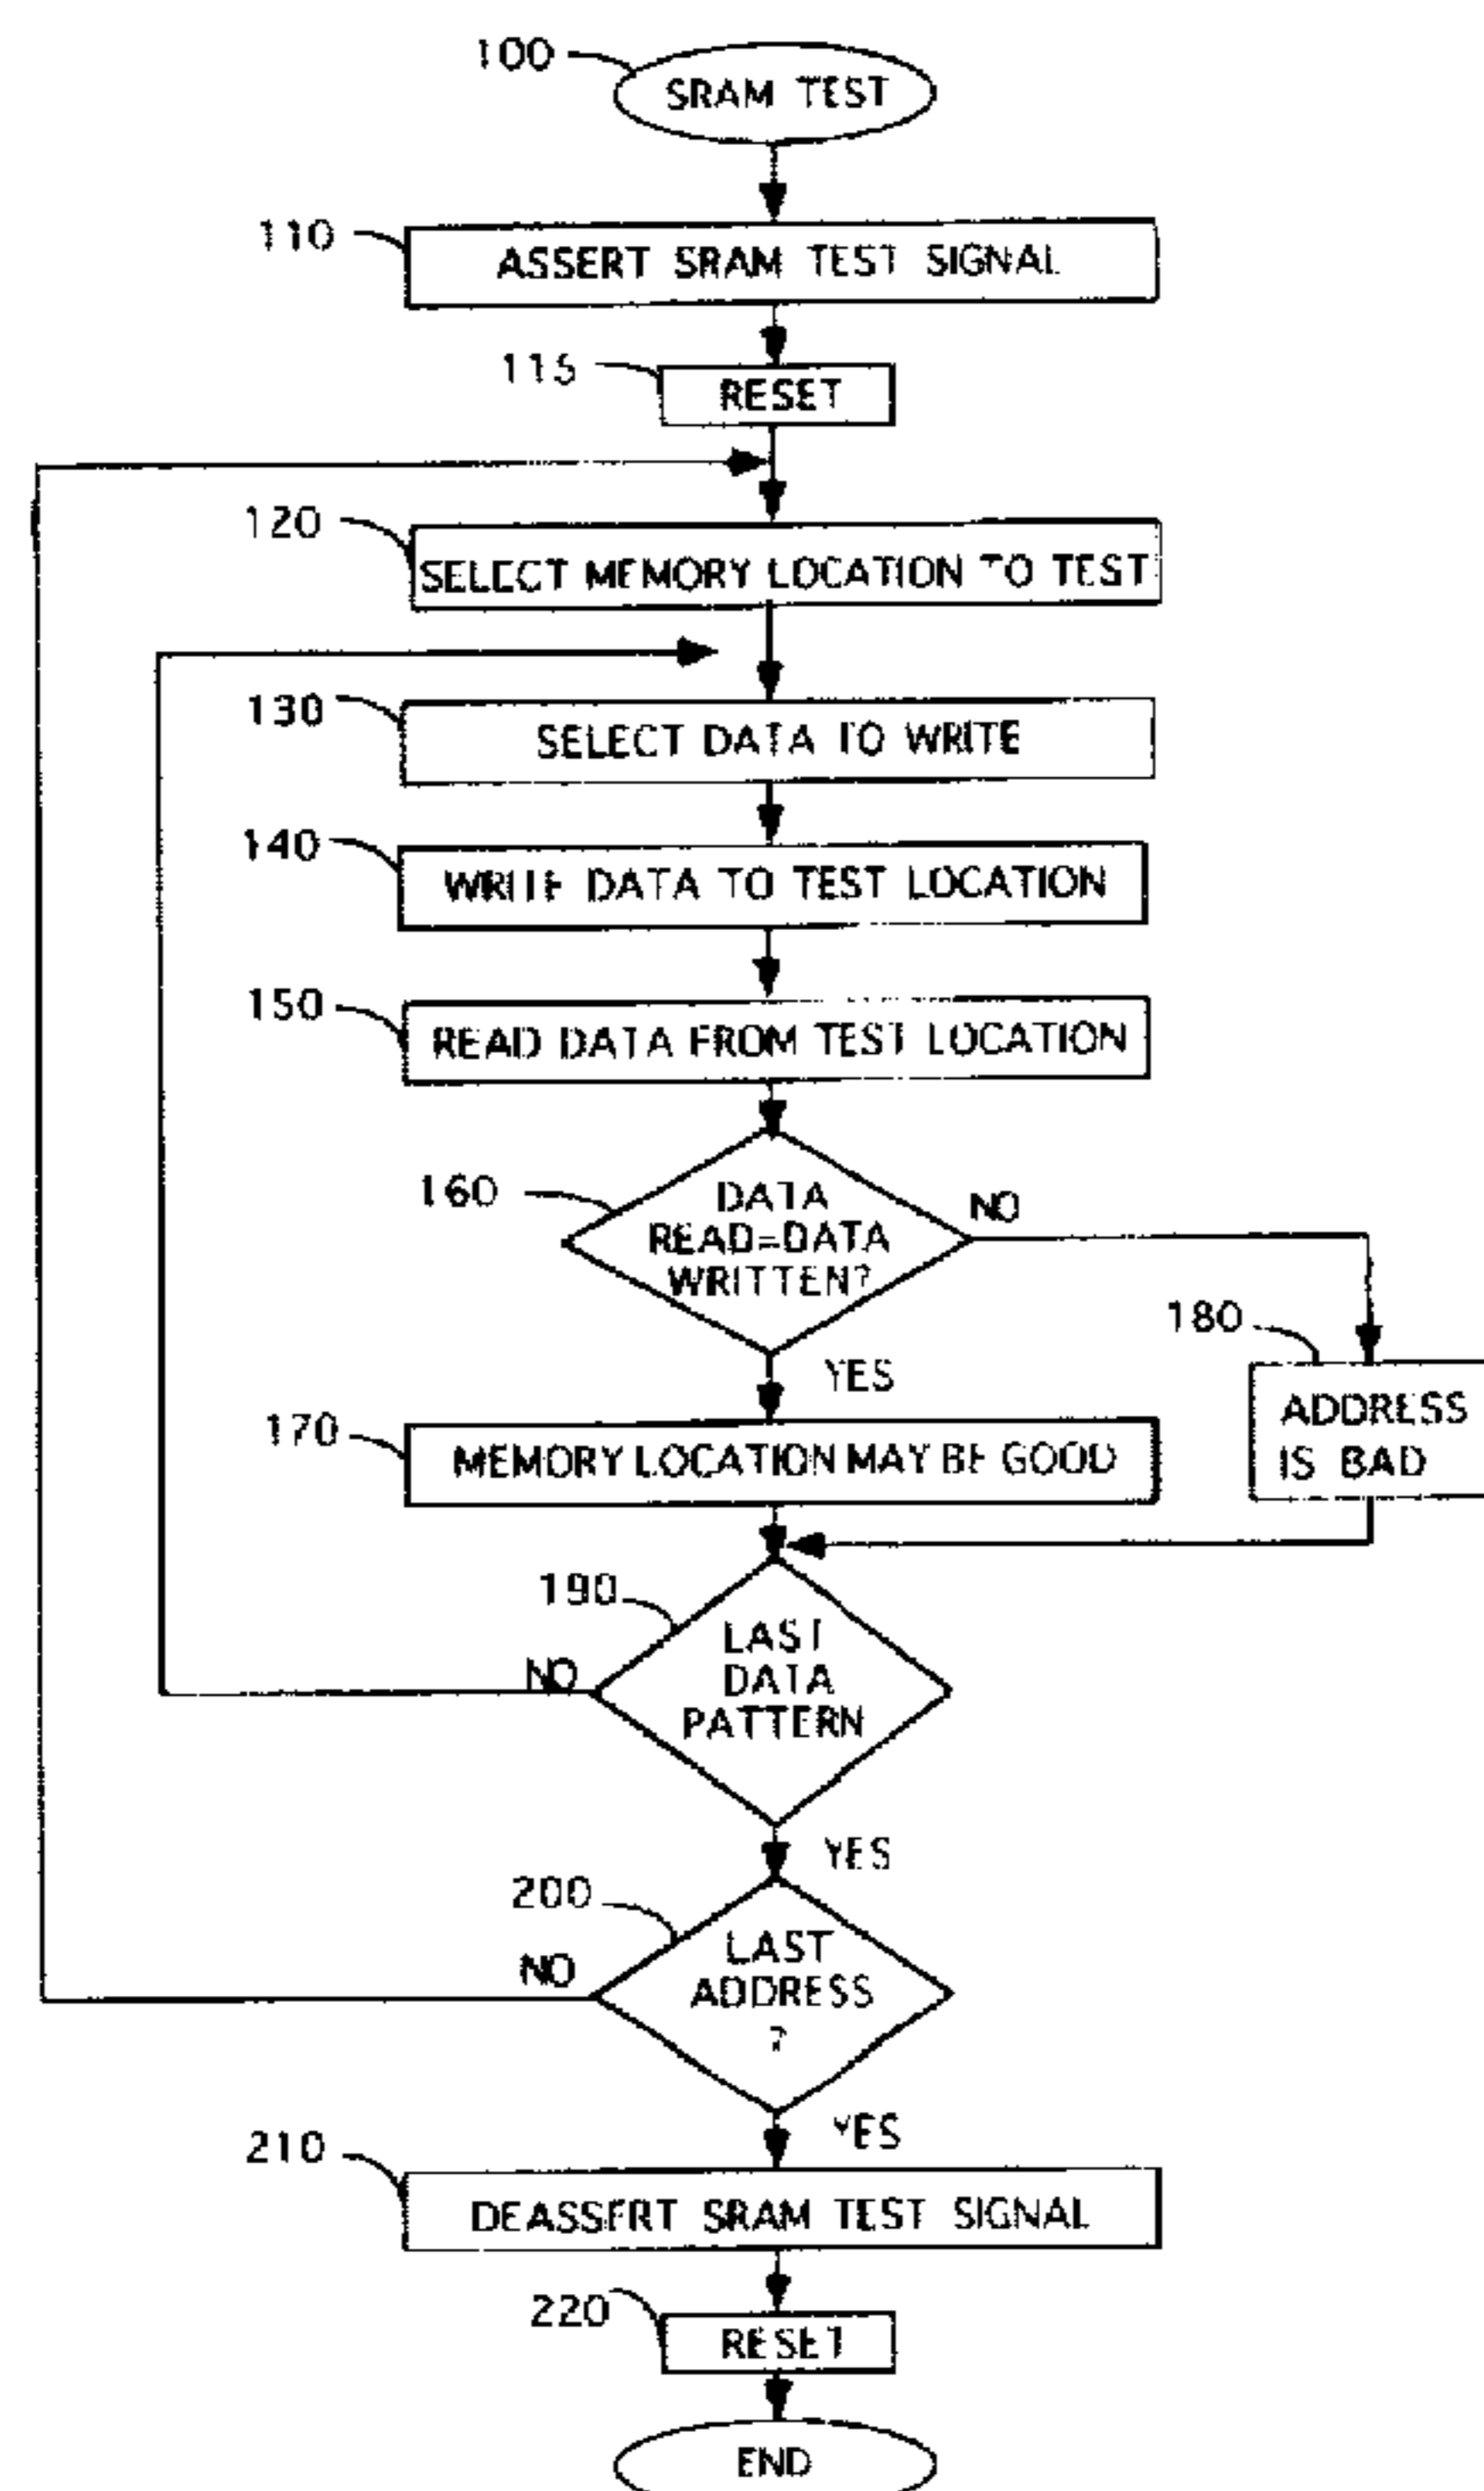 100
SRAM TEST
110
ASSERT SRAM TEST SIGNAL
115
RESET
120
SELECT MEMORY LOCATION TO TEST
130
SELECT DATA TO WRITE
140
WRITE DATA TO TEST LOCATION
150
READ DATA FROM TEST LOCATION
160
DATA
READ=DATA
WRITTEN?
NO
180
YES
ADDRESS
IS BAD
170
MEMORY LOCATION MAY BE GOOD
190
LAST
DATA
PATTERN
NO
YES
200
LAST
ADDRESS
?
NO
YES
210
DEASSERT SRAM TEST SIGNAL
220
RESET
END